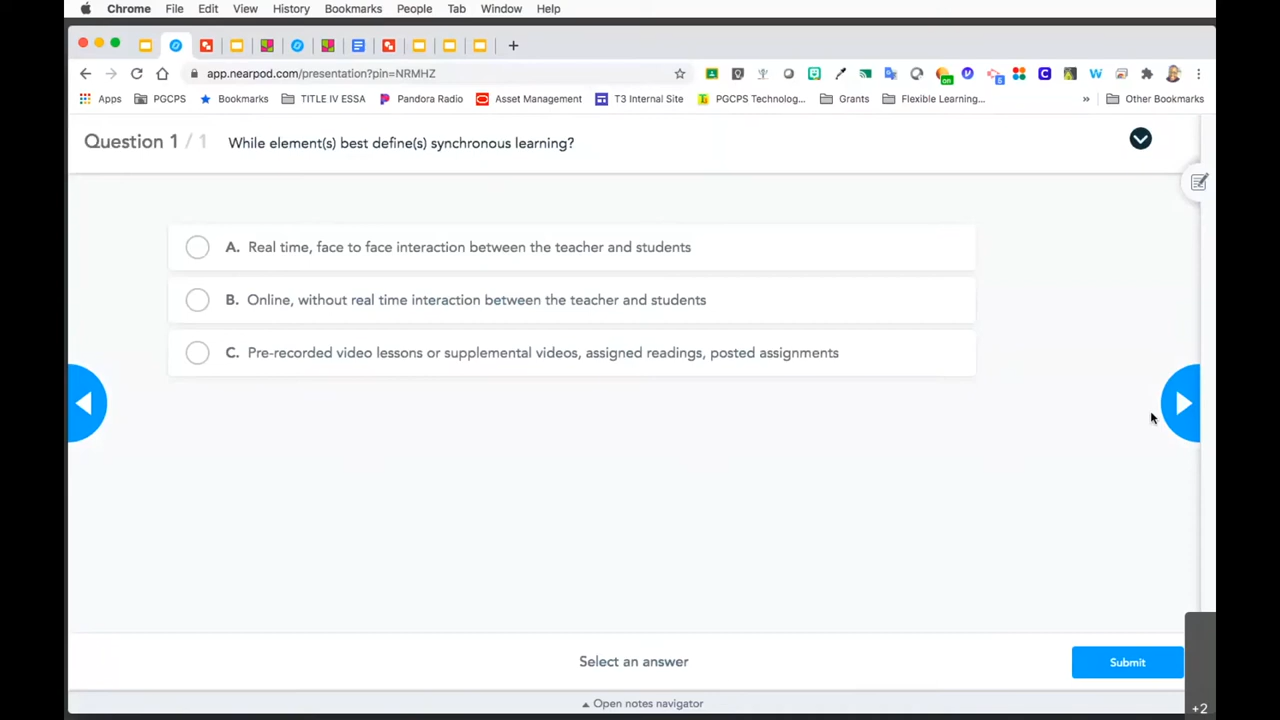 Chrome File Edit View History Bookmarks People Tab Window Help
app.nearpod.com/presentation?pin=NRMHZ
on
5
Apps PGCPS Bookmarks TITLE IV ESSA Pandora Radio Asset Management T3 Internal Site PGCPS Technolog... Grants Flexible Learning... » Other Bookmarks
Question 1 / 1 While element(s) best define(s) synchronous learning?
A. Real time, face to face interaction between the teacher and students
B. Online, without real time interaction between the teacher and students
C. Pre-recorded video lessons or supplemental videos, assigned readings, posted assignments
Select an answer
Submit
Open notes navigator
+2